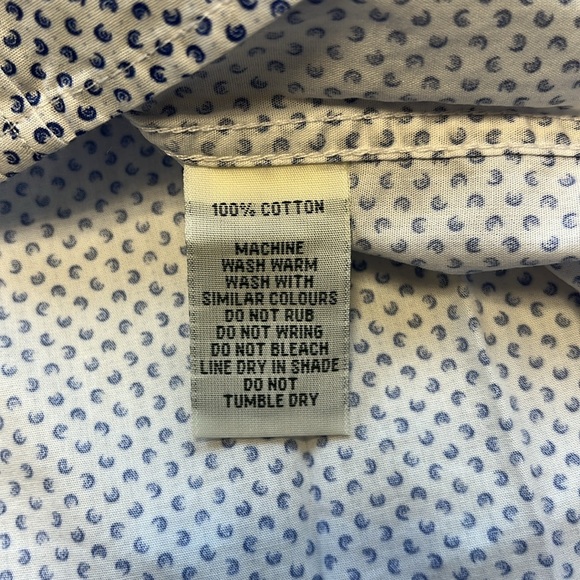 100% COTTON
MACHINE
WASH WARM
WASH WITH
SIMILAR COLOURS
DO NOT RUB
DO NOT WRING
DO NOT BLEACH
LINE DRY IN SHADE
DO NOT
TUMBLE DRY